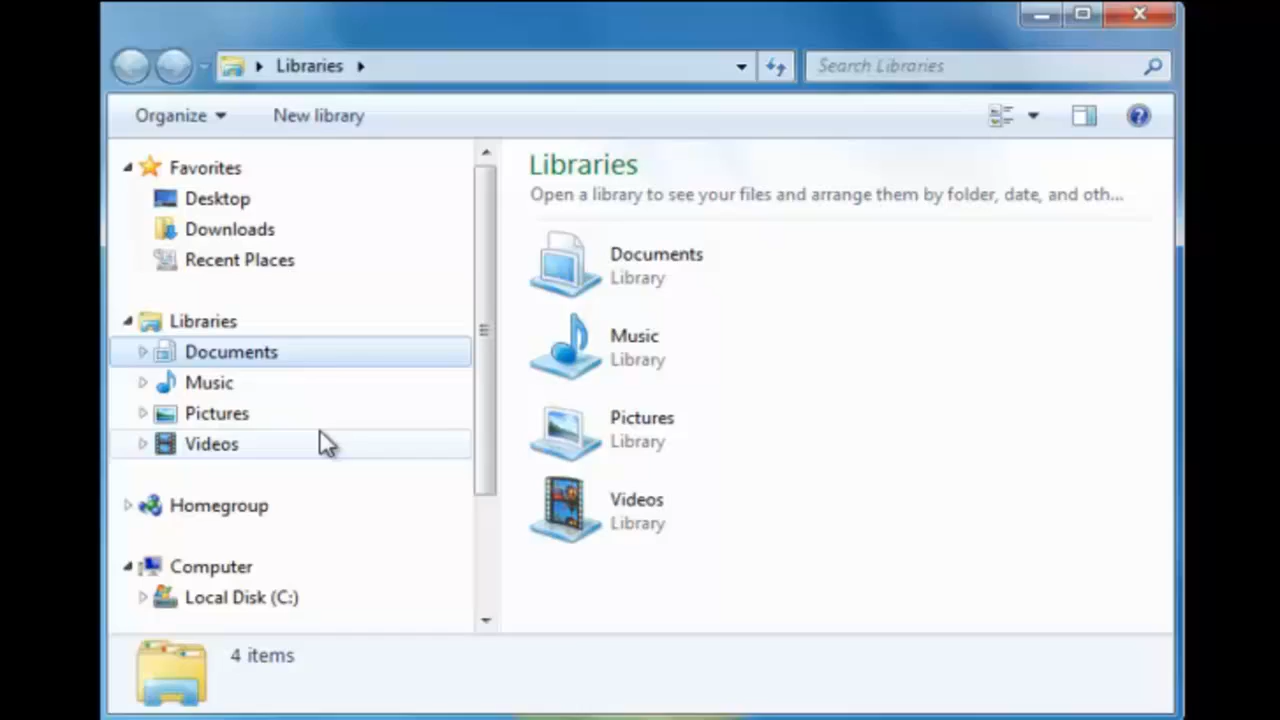 Libraries
Search Libraries
Organize
New library
Favorites
Desktop
Downloads
Recent Places
Libraries
Documents
Music
Pictures
Videos
Homegroup
Computer
Local Disk (C:)
Libraries
Open a library to see your files and arrange them by folder, date, and oth...
Documents
Library
Music
Library
Pictures
Library
Videos
Library
4 items